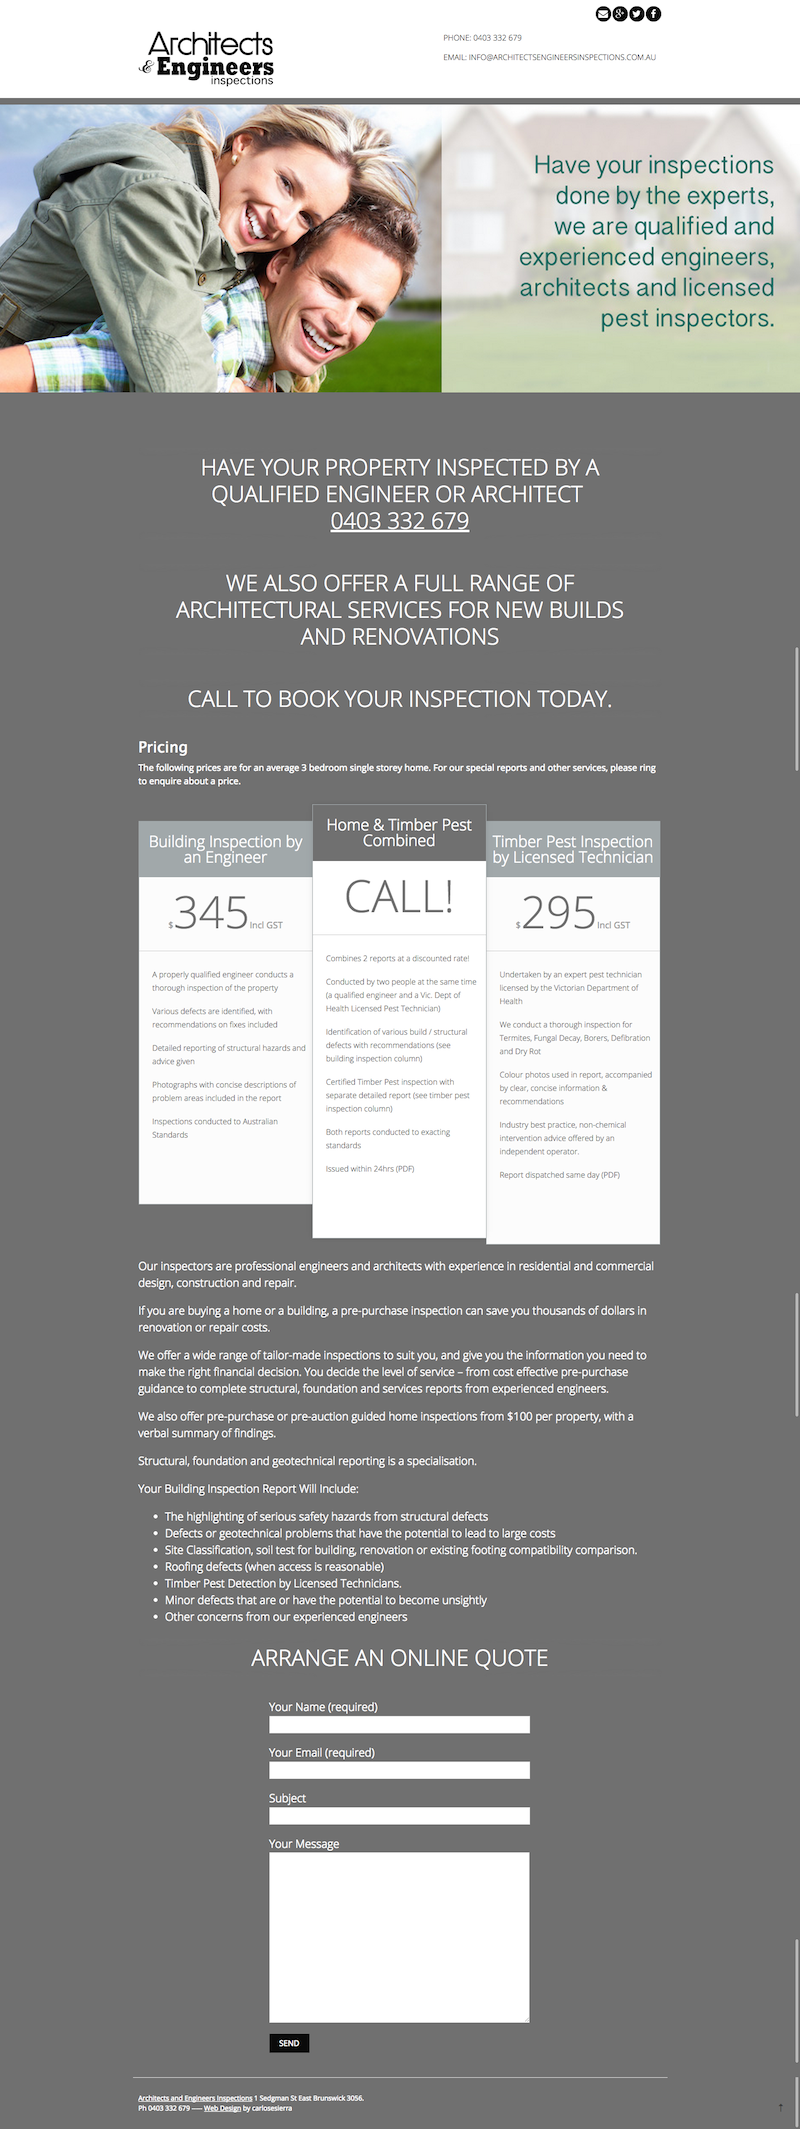 Architects
& Engineers
inspections
PHONE: 0403 332 679
EMAIL: INFO@ARCHITECTSENGINEERSINSPECTIONS.COM.AU
Have your inspections
done by the experts,
we are qualified and
experienced engineers,
architects and licensed
pest inspectors.
HAVE YOUR PROPERTY INSPECTED BY A
QUALIFIED ENGINEER OR ARCHITECT
0403 332 679
WE ALSO OFFER A FULL RANGE OF
ARCHITECTURAL SERVICES FOR NEW BUILDS
AND RENOVATIONS
CALL TO BOOK YOUR INSPECTION TODAY.
Pricing
The following prices are for an average 3 bedroom single storey home. For our special reports and other services, please ring
to enquire about a price.
Building Inspection by
an Engineer
$345 Incl GST
A properly qualified engineer conducts a
thorough inspection of the property
Various defects are identified, with
recommendations on fixes included
Detailed reporting of structural hazards and
advice given
Photographs with concise descriptions of
problem areas included in the report
Inspections conducted to Australian
Standards
Home & Timber Pest
Combined
CALL!
Combines 2 reports at a discounted rate!
Conducted by two people at the same time
(a qualified engineer and a Vic. Dept of
Health Licensed Pest Technician)
Identification of various build / structural
defects with recommendations (see
building inspection column)
Certified Timber Pest inspection with
separate detailed report (see timber pest
inspection column)
Both reports conducted to exacting
standards
Issued within 24hrs (PDF)
Timber Pest Inspection
by Licensed Technician
$295 Incl GST
Undertaken by an expert pest technician
licensed by the Victorian Department of
Health
We conduct a thorough inspection for
Termites, Fungal Decay, Borers, Defibration
and Dry Rot
Colour photos used in report, accompanied
by clear, concise information &
recommendations
Industry best practice, non-chemical
intervention advice offered by an
independent operator.
Report dispatched same day (PDF)
Our inspectors are professional engineers and architects with experience in residential and commercial
design, construction and repair.
If you are buying a home or a building, a pre-purchase inspection can save you thousands of dollars in
renovation or repair costs.
We offer a wide range of tailor-made inspections to suit you, and give you the information you need to
make the right financial decision. You decide the level of service – from cost effective pre-purchase
guidance to complete structural, foundation and services reports from experienced engineers.
We also offer pre-purchase or pre-auction guided home inspections from $100 per property, with a
verbal summary of findings.
Structural, foundation and geotechnical reporting is a specialisation.
Your Building Inspection Report Will Include:
• The highlighting of serious safety hazards from structural defects
• Defects or geotechnical problems that have the potential to lead to large costs
• Site Classification, soil test for building, renovation or existing footing compatibility comparison.
• Roofing defects (when access is reasonable)
• Timber Pest Detection by Licensed Technicians.
• Minor defects that are or have the potential to become unsightly
• Other concerns from our experienced engineers
ARRANGE AN ONLINE QUOTE
Your Name (required)
Your Email (required)
Subject
Your Message
SEND
Architects and Engineers Inspections 1 Sedgman St East Brunswick 3056.
Ph 0403 332 679 —— Web Design by carlosesierra